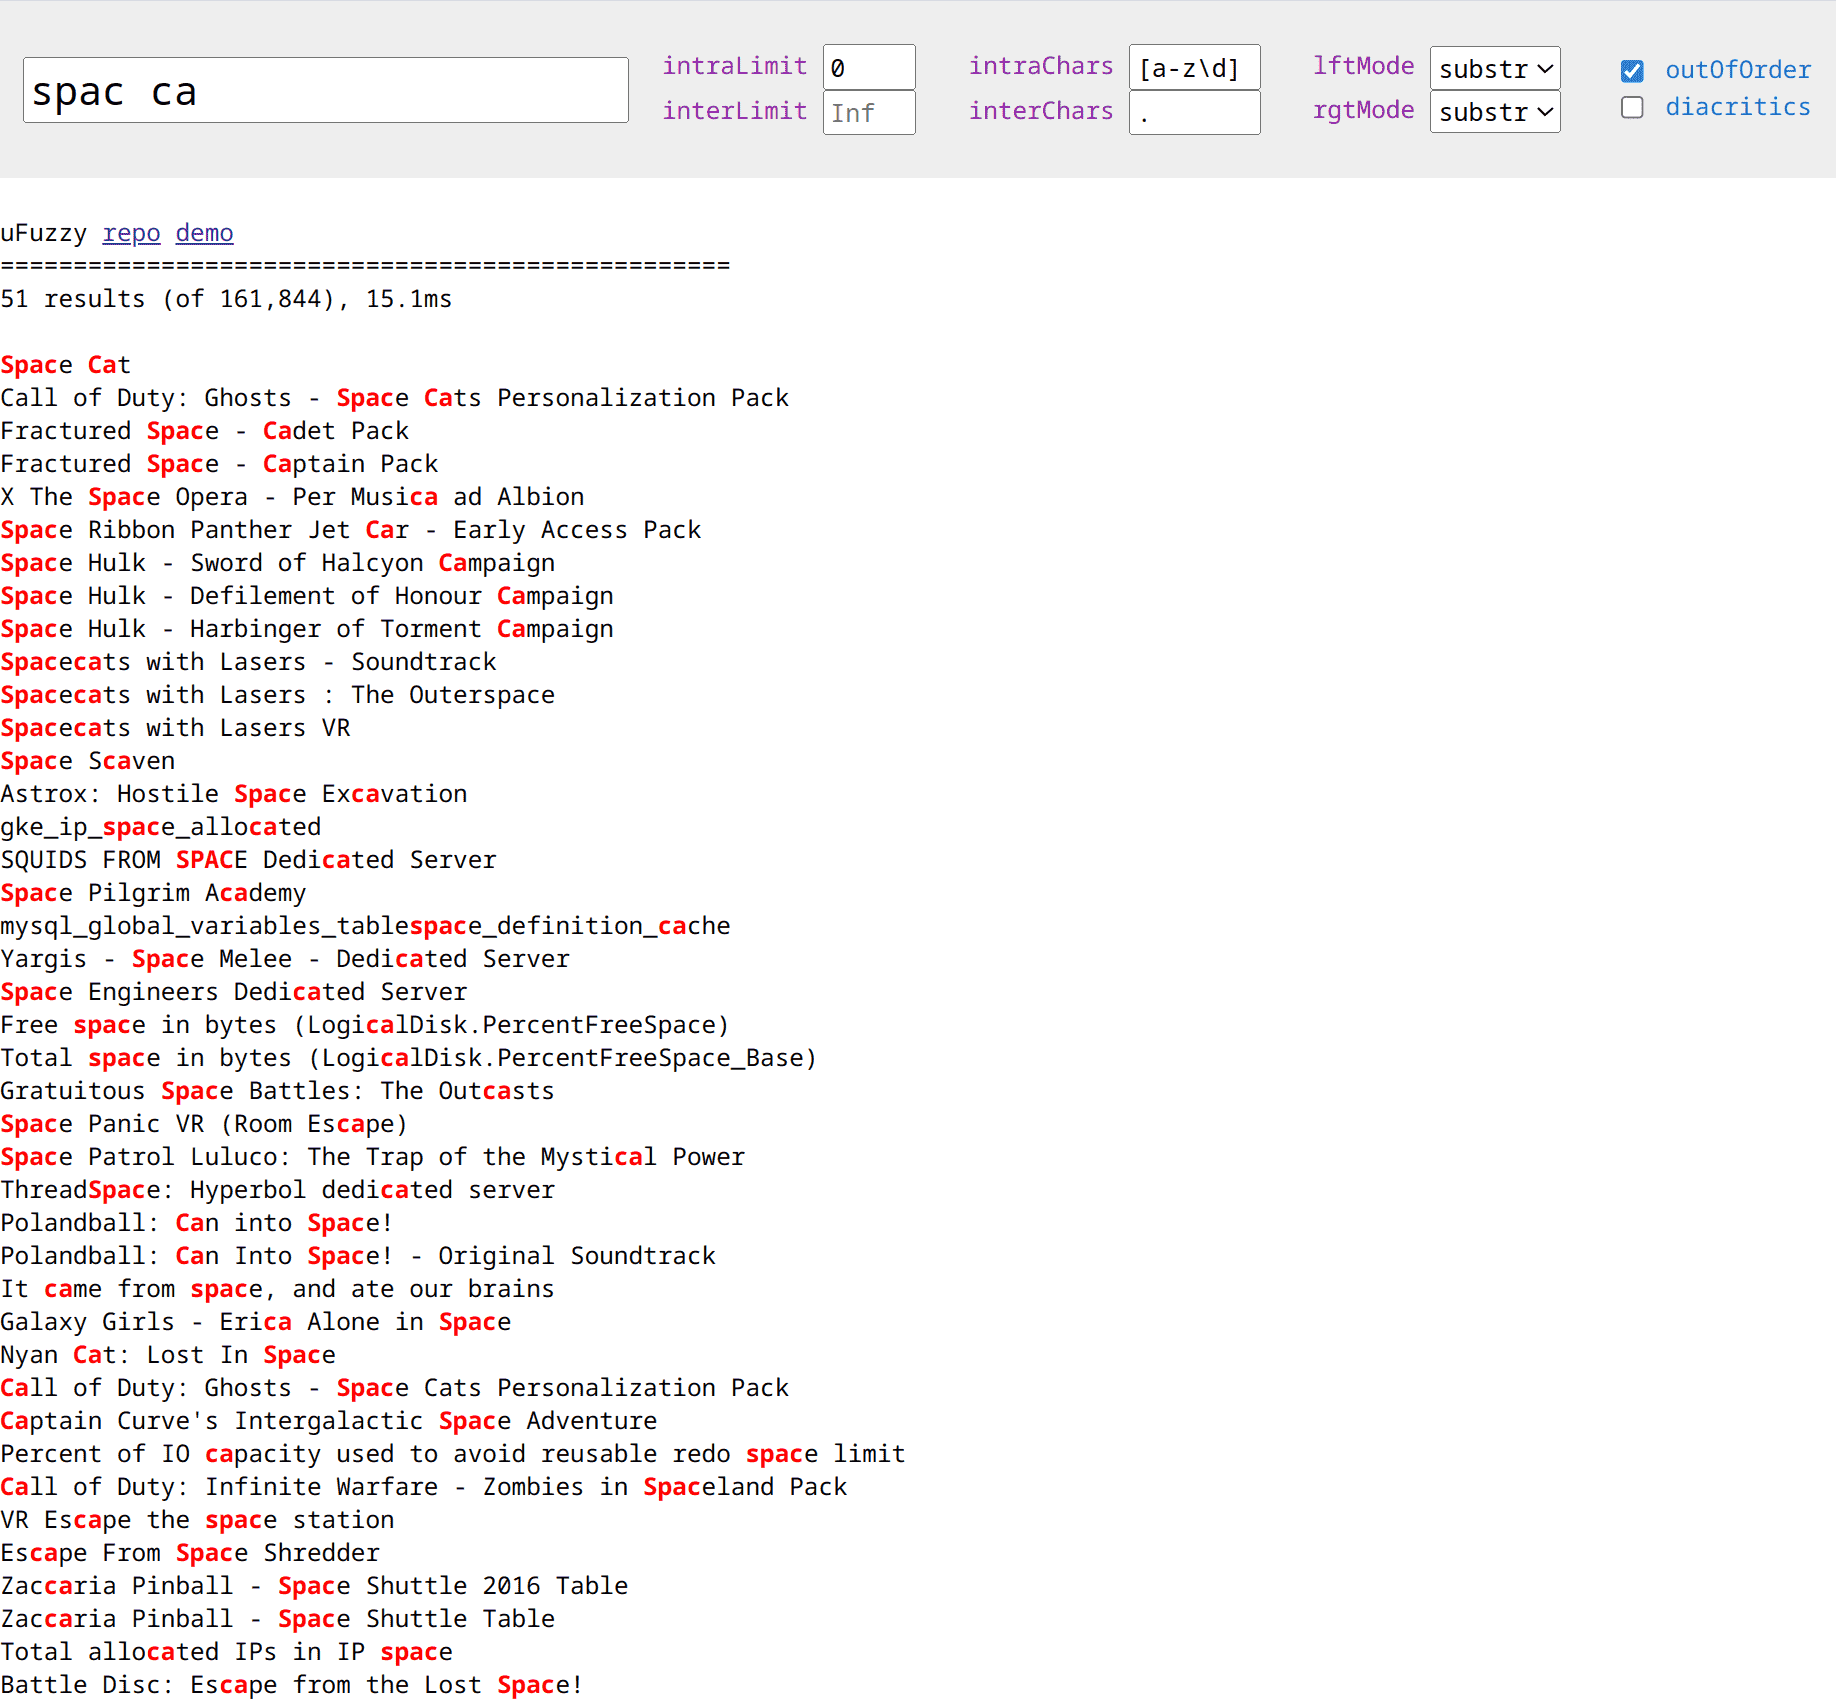 spac ca
intraLimit 0 intraChars [a-z\d] lftMode substr outOfOrder
interLimit Inf interChars . rgtMode substr diacritics
uFuzzy repo demo
==================================================
51 results (of 161,844), 15.1ms
Space Cat
Call of Duty: Ghosts - Space Cats Personalization Pack
Fractured Space - Cadet Pack
Fractured Space - Captain Pack
X The Space Opera - Per Musica ad Albion
Space Ribbon Panther Jet Car - Early Access Pack
Space Hulk - Sword of Halcyon Campaign
Space Hulk - Defilement of Honour Campaign
Space Hulk - Harbinger of Torment Campaign
Spacecats with Lasers - Soundtrack
Spacecats with Lasers : The Outerspace
Spacecats with Lasers VR
Space Scaven
Astrox: Hostile Space Excavation
gke_ip_space_allocated
SQUIDS FROM SPACE Dedicated Server
Space Pilgrim Academy
mysql_global_variables_tablespace_definition_cache
Yargis - Space Melee - Dedicated Server
Space Engineers Dedicated Server
Free space in bytes (LogicalDisk.PercentFreeSpace)
Total space in bytes (LogicalDisk.PercentFreeSpace_Base)
Gratuitous Space Battles: The Outcasts
Space Panic VR (Room Escape)
Space Patrol Luluco: The Trap of the Mystical Power
ThreadSpace: Hyperbol dedicated server
Polandball: Can into Space!
Polandball: Can Into Space! - Original Soundtrack
It came from space, and ate our brains
Galaxy Girls - Erica Alone in Space
Nyan Cat: Lost In Space
Call of Duty: Ghosts - Space Cats Personalization Pack
Captain Curve's Intergalactic Space Adventure
Percent of IO capacity used to avoid reusable redo space limit
Call of Duty: Infinite Warfare - Zombies in Spaceland Pack
VR Escape the space station
Escape From Space Shredder
Zaccaria Pinball - Space Shuttle 2016 Table
Zaccaria Pinball - Space Shuttle Table
Total allocated IPs in IP space
Battle Disc: Escape from the Lost Space!